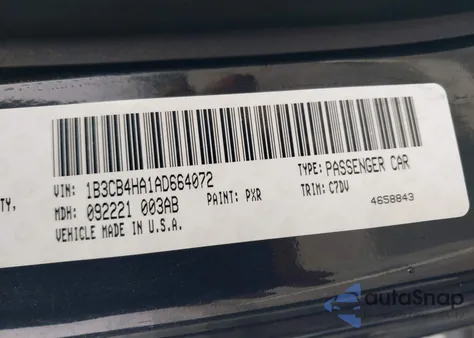 VIN: 1B3CB4HA1AD664072 TYPE: PASSENGER CAR
TY, MDH: 092221 003AB PAINT: PXR TRIM: C7DV
VEHICLE MADE IN U.S.A. 4658843
autoSnap